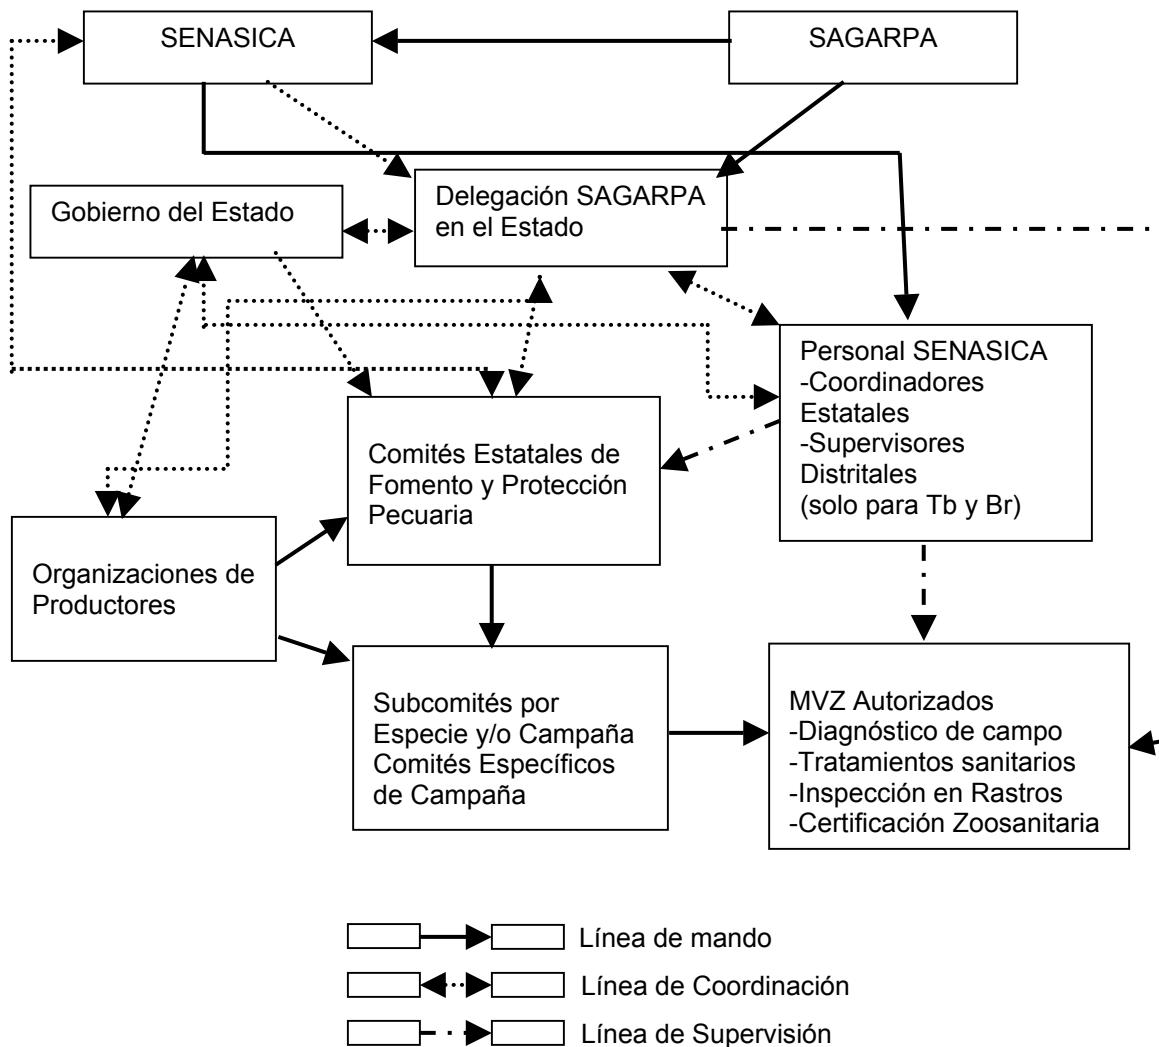 SENASICA
SAGARPA
Gobierno del Estado
Delegación SAGARPA
en el Estado
Personal SENASICA
-Coordinadores
Estatales
-Supervisores
Distritales
(solo para Tb y Br)
Comités Estatales de
Fomento y Protección
Pecuaria
Organizaciones de
Productores
Subcomités por
Especie y/o Campaña
Comités Específicos
de Campaña
MVZ Autorizados
-Diagnóstico de campo
-Tratamientos sanitarios
-Inspección en Rastros
-Certificación Zoosanitaria
Línea de mando
Línea de Coordinación
Línea de Supervisión